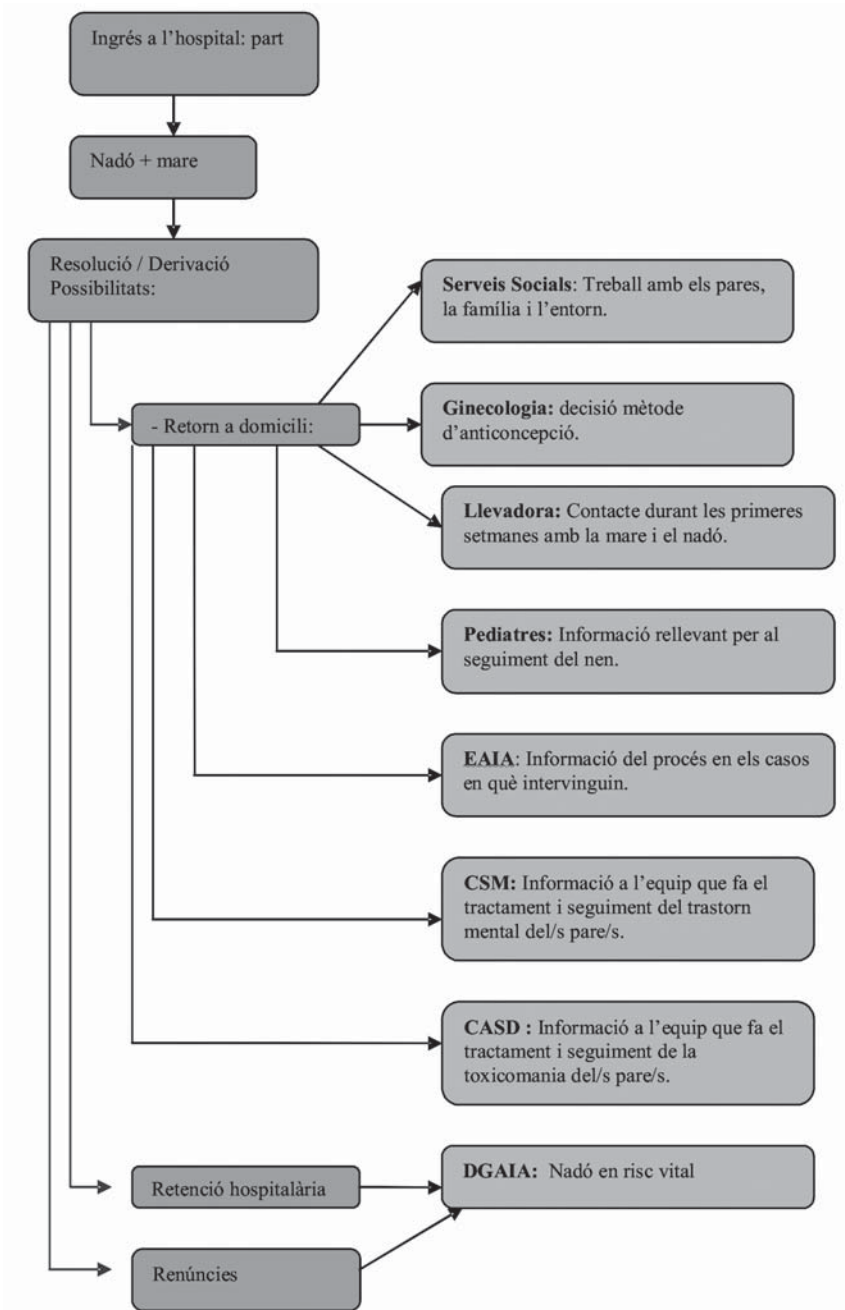 Ingrés a l’hospital: part
Nadó + mare
Resolució / Derivació
Possibilitats:
Serveis Socials: Treball amb els pares,
la família i l’entorn.
- Retorn a domicili:
Ginecologia: decisió mètode
d’anticoncepció.
Llevadora: Contacte durant les primeres
setmanes amb la mare i el nadó.
Pediatres: Informació rellevant per al
seguiment del nen.
EAIA: Informació del procés en els casos
en què intervinguin.
CSM: Informació a l’equip que fa el
tractament i seguiment del trastorn
mental del/s pare/s.
CASD : Informació a l’equip que fa el
tractament i seguiment de la
toxicomania del/s pare/s.
Retenció hospitalària
DGAIA: Nadó en risc vital
Renúncies